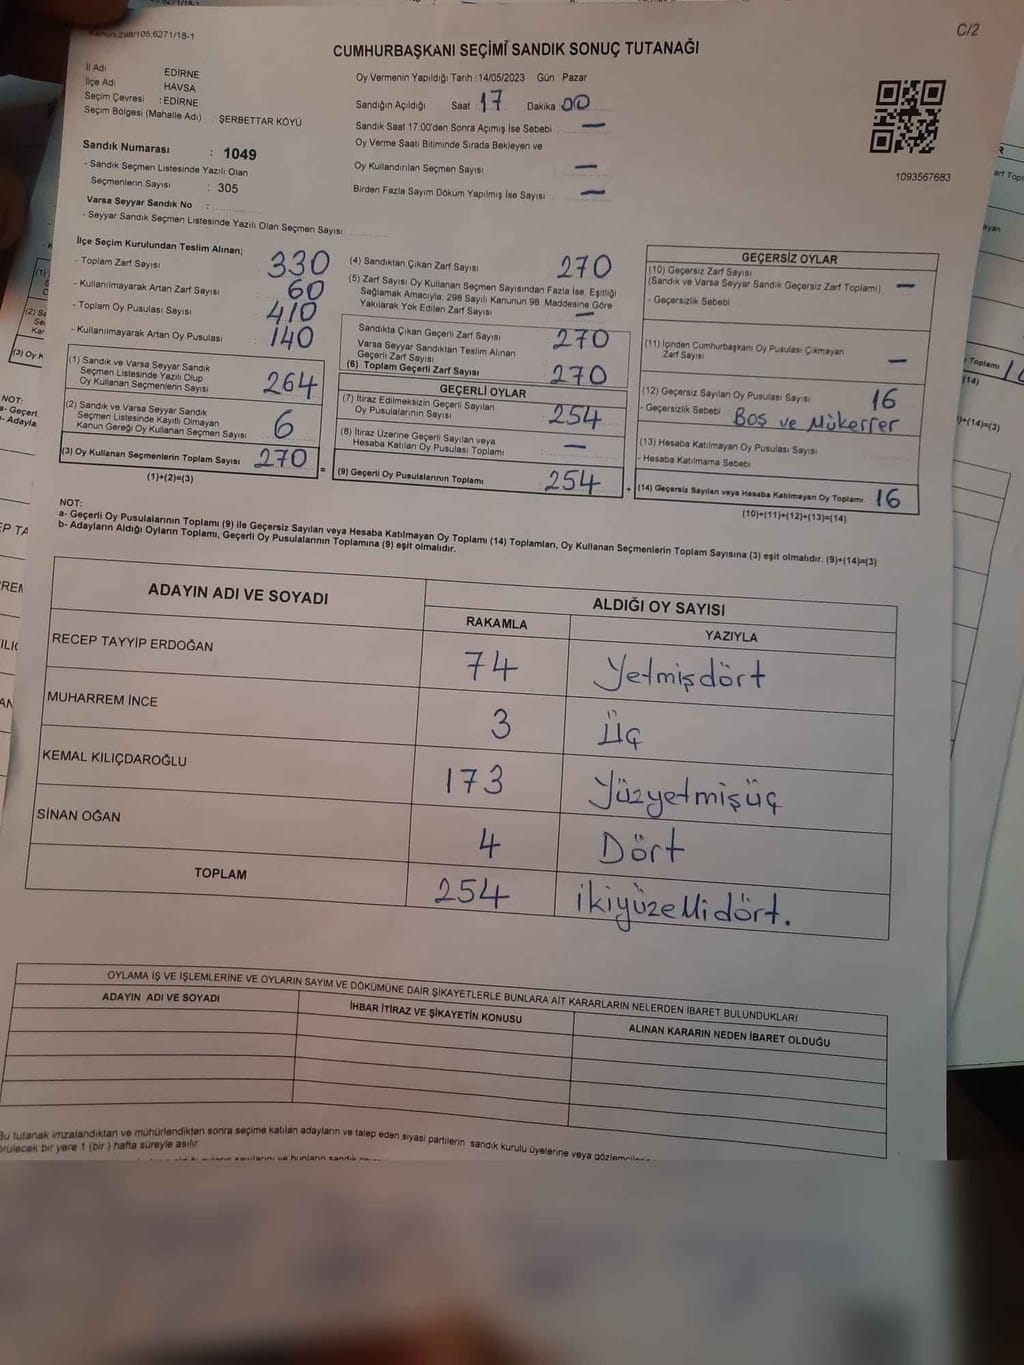 Kanun 298/105,6271/18-1
C/2
CUMHURBAŞKANI SEÇİMİ SANDIK SONUÇ TUTANAĞI
İl Adı EDİRNE
İlçe Adı : HAVSA
Seçim Çevresi : EDİRNE
Seçim Bölgesi (Mahalle Adı) : ŞERBETTAR KÖYÜ
Sandık Numarası : 1049
- Sandık Seçmen Listesinde Yazılı Olan
Seçmenlerin Sayısı : 305
Varsa Seyyar Sandık No :
- Seyyar Sandık Seçmen Listesinde Yazılı Olan Seçmen Sayısı:
Oy Vermenin Yapıldığı Tarih : 14/05/2023 Gün : Pazar
Sandığın Açıldığı Saat : 17 Dakika : 00
Sandık Saat 17:00'den Sonra Açımış İse Sebebi : —
Oy Verme Saati Bitiminde Sırada Bekleyen ve
Oy Kullandırılan Seçmen Sayısı : —
Birden Fazla Sayım Döküm Yapılmış İse Sayısı : —
1093567683
İlçe Seçim Kurulundan Teslim Alınan;
- Toplam Zarf Sayısı : 330
- Kullanılmayarak Artan Zarf Sayısı : 60
- Toplam Oy Pusulası Sayısı : 410
- Kullanılmayarak Artan Oy Pusulası : 140
(1) Sandık ve Varsa Seyyar Sandık
Seçmen Listesinde Yazılı Olup
Oy Kullanan Seçmenlerin Sayısı 264
(2) Sandık ve Varsa Seyyar Sandık
Seçmen Listesinde Kayıtlı Olmayan
Kanun Gereği Oy Kullanan Seçmen Sayısı 6
(3) Oy Kullanan Seçmenlerin Toplam Sayısı 270 =
(1)+(2)=(3)
(4) Sandıktan Çıkan Zarf Sayısı 270
(5) Zarf Sayısı Oy Kullanan Seçmen Sayısından Fazla İse, Eşitliği
Sağlamak Amacıyla, 298 Sayılı Kanunun 98. Maddesine Göre
Yakılarak Yok Edilen Zarf Sayısı —
Sandıkta Çıkan Geçerli Zarf Sayısı 270
Varsa Seyyar Sandıktan Teslim Alınan
Geçerli Zarf Sayısı
(6) Toplam Geçerli Zarf Sayısı 270
GEÇERLİ OYLAR
(7) İtiraz Edilmeksizin Geçerli Sayılan
Oy Pusulalarının Sayısı 254
(8) İtiraz Üzerine Geçerli Sayılan veya
Hesaba Katılan Oy Pusulası Toplamı —
(9) Geçerli Oy Pusulalarının Toplamı 254 +
GEÇERSİZ OYLAR
(10) Geçersiz Zarf Sayısı
(Sandık ve Varsa Seyyar Sandık Geçersiz Zarf Toplamı) —
- Geçersizlik Sebebi
(11) İçinden Cumhurbaşkanı Oy Pusulası Çıkmayan
Zarf Sayısı —
(12) Geçersiz Sayılan Oy Pusulası Sayısı 16
- Geçersizlik Sebebi Boş ve Mükerrer
(13) Hesaba Katılmayan Oy Pusulası Sayısı
- Hesaba Katılmama Sebebi
(14) Geçersiz Sayılan veya Hesaba Katılmayan Oy Toplamı 16
(10)+(11)+(12)+(13)=(14)
NOT:
a- Geçerli Oy Pusulalarının Toplamı (9) ile Geçersiz Sayılan veya Hesaba Katılmayan Oy Toplamı (14) Toplamları, Oy Kullanan Seçmenlerin Toplam Sayısına (3) eşit olmalıdır. (9)+(14)=(3)
b- Adayların Aldığı Oyların Toplamı, Geçerli Oy Pusulalarının Toplamına (9) eşit olmalıdır.
ADAYIN ADI VE SOYADI ALDIĞI OY SAYISI
RAKAMLA YAZIYLA
RECEP TAYYİP ERDOĞAN 74 Yetmişdört
MUHARREM İNCE 3 Üç
KEMAL KILIÇDAROĞLU 173 Yüzyetmişüç
SİNAN OĞAN 4 Dört
TOPLAM 254 ikiyüzellidört.
OYLAMA İŞ VE İŞLEMLERİNE VE OYLARIN SAYIM VE DÖKÜMÜNE DAİR ŞİKAYETLERLE BUNLARA AİT KARARLARIN NELERDEN İBARET BULUNDUKLARI
ADAYIN ADI VE SOYADI İHBAR İTİRAZ VE ŞİKAYETİN KONUSU ALINAN KARARIN NEDEN İBARET OLDUĞU
Bu tutanak imzalandıktan ve mühürlendikten sonra seçime katılan adayların ve talep eden siyasi partilerin sandık kurulu üyelerine veya
bir yere 1 (bir ) hafta süreyle asılır.